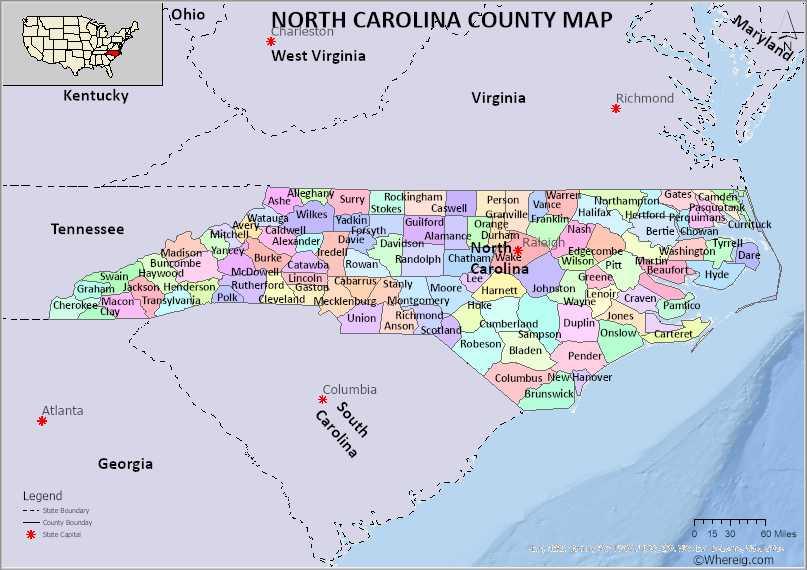 NORTH CAROLINA COUNTY MAP
Ohio
Charleston
West Virginia
Maryland
N
Kentucky
Virginia
Richmond
Tennessee
Alleghany
Ashe
Surry
Rockingham
Stokes
Caswell
Person
Granville
Vance
Warren
Northampton
Gates
Camden
Pasquotank
Perquimans
Currituck
Watauga
Wilkes
Yadkin
Forsyth
Guilford
Alamance
Orange
Durham
Franklin
Halifax
Hertford
Bertie
Chowan
Avery
Mitchell
Caldwell
Alexander
Davie
Iredell
Davidson
Randolph
Chatham
North
Carolina
Wake
Raleigh
Nash
Edgecombe
Wilson
Martin
Washington
Tyrrell
Dare
Madison
Yancey
Buncombe
Haywood
Swain
Burke
McDowell
Catawba
Rowan
Lee
Pitt
Beaufort
Hyde
Greene
Graham
Jackson
Henderson
Rutherford
Lincoln
Gaston
Cabarrus
Stanly
Moore
Harnett
Johnston
Lenoir
Wayne
Craven
Pamlico
Cherokee
Macon
Clay
Transylvania
Polk
Cleveland
Mecklenburg
Montgomery
Hoke
Jones
Carteret
Union
Richmond
Anson
Scotland
Cumberland
Sampson
Duplin
Onslow
Robeson
Bladen
Pender
Columbus
New Hanover
Brunswick
Columbia
South
Carolina
Atlanta
Georgia
Legend
State Boundary
County Boundary
State Capital
0 15 30 60 Miles
©Whereig.com